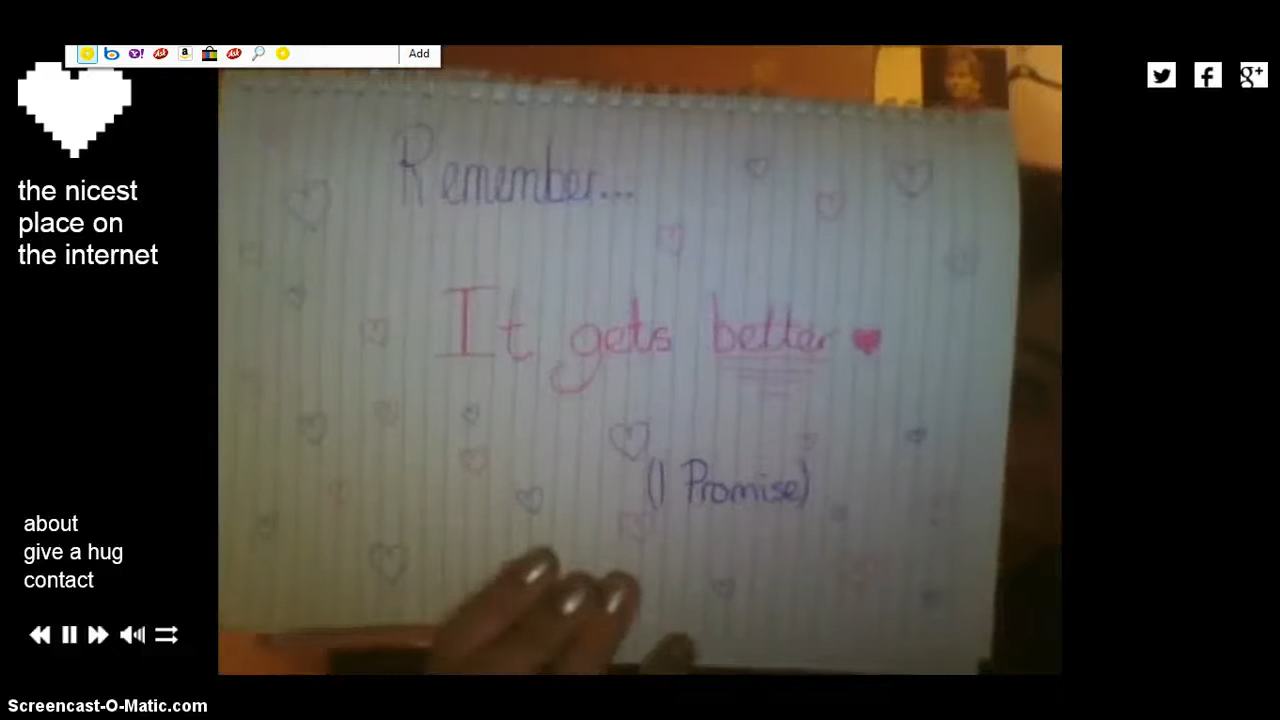 Add
the nicest
place on
the internet
Remember...
It gets better
(I Promise)
about
give a hug
contact
Screencast-O-Matic.com